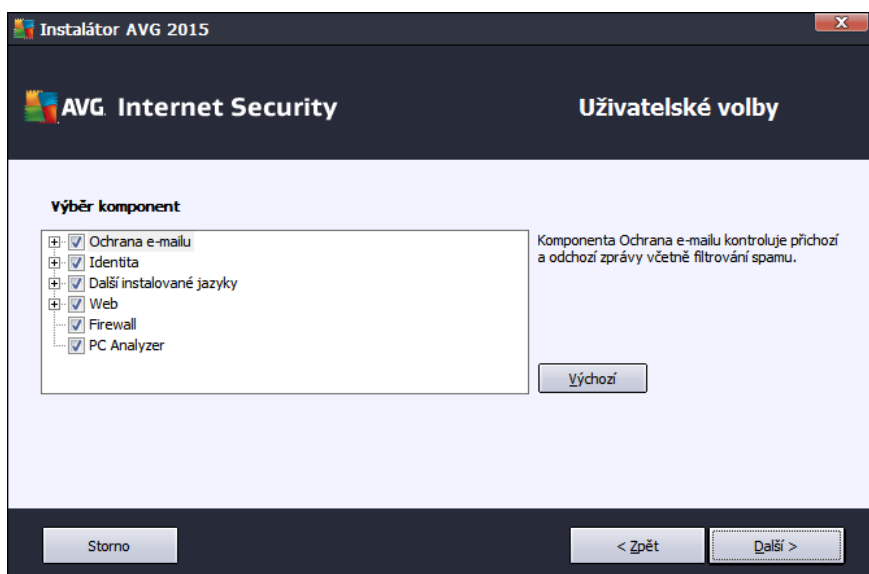 Instalátor AVG 2015
X
AVG. Internet Security
Uživatelské volby
Výběr komponent
Ochrana e-mailu
Identita
Další instalované jazyky
Web
Firewall
PC Analyzer
Komponenta Ochrana e-mailu kontroluje příchozí
a odchozí zprávy včetně filtrování spamu.
Výchozí
Storno
< Zpět
Další >